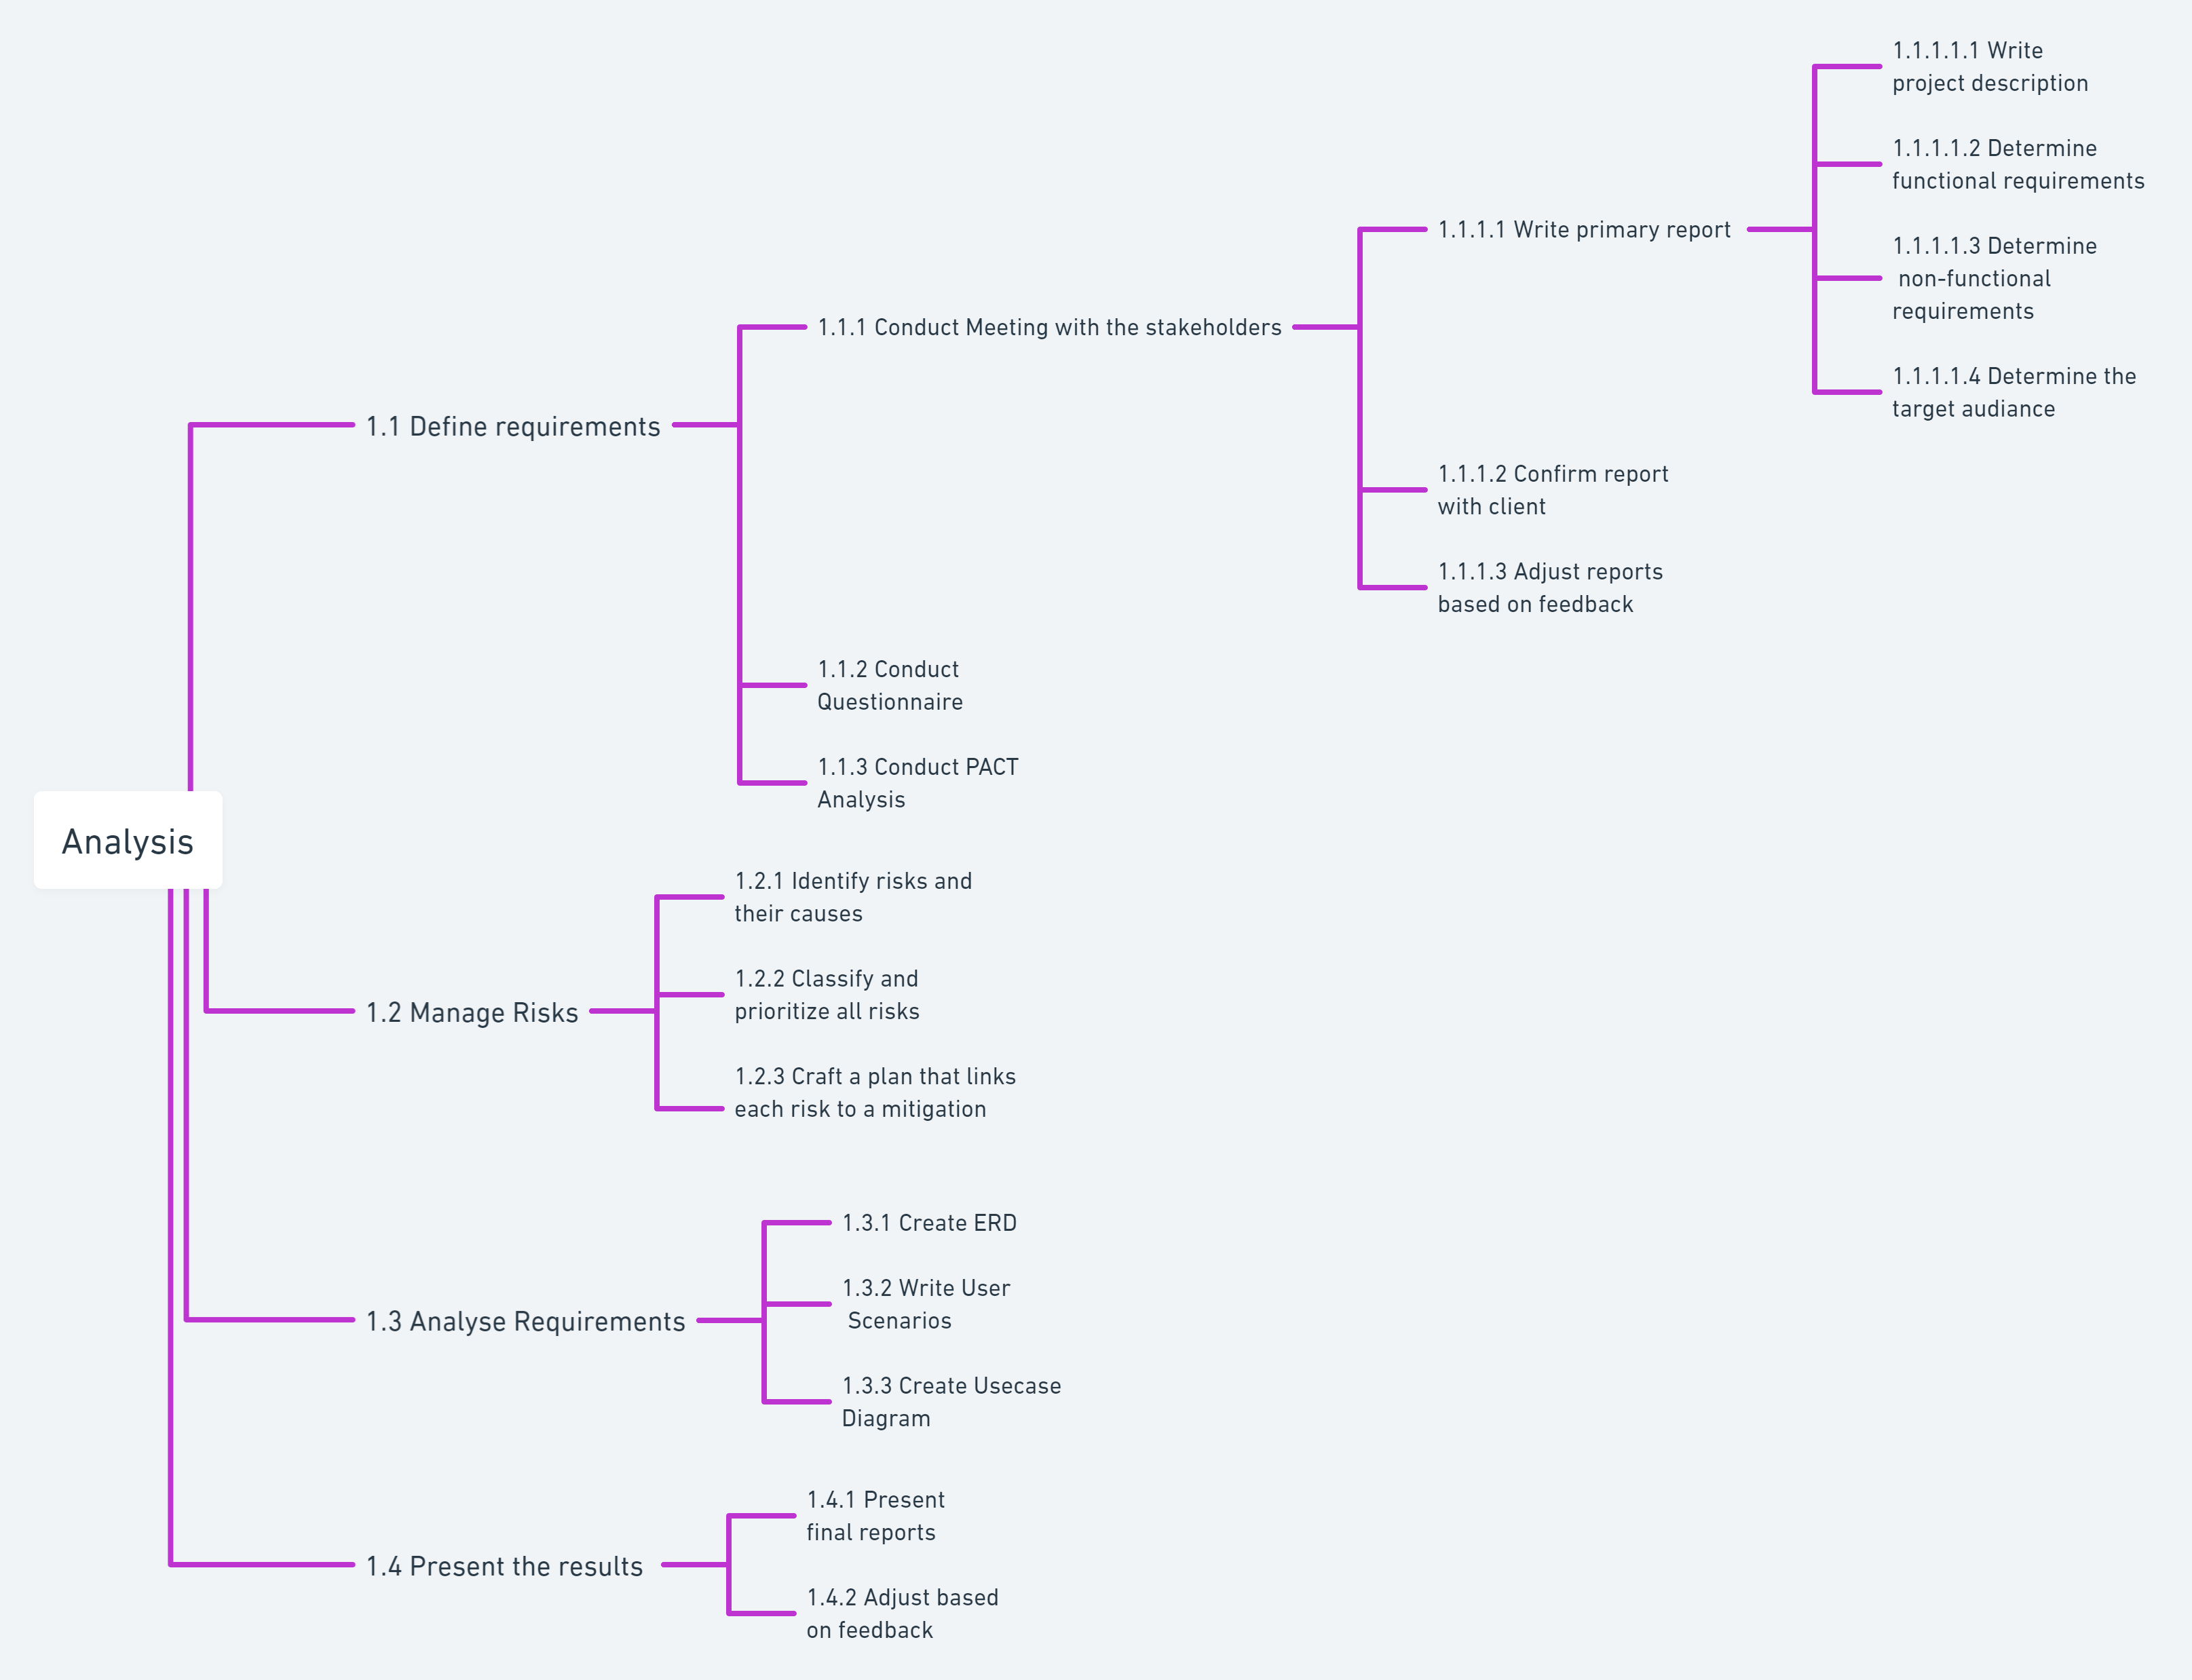 Analysis
1.1 Define requirements
1.1.1 Conduct Meeting with the stakeholders
1.1.1.1 Write primary report
1.1.1.1.1 Write
project description
1.1.1.1.2 Determine
functional requirements
1.1.1.1.3 Determine
non-functional
requirements
1.1.1.1.4 Determine the
target audiance
1.1.1.2 Confirm report
with client
1.1.1.3 Adjust reports
based on feedback
1.1.2 Conduct
Questionnaire
1.1.3 Conduct PACT
Analysis
1.2 Manage Risks
1.2.1 Identify risks and
their causes
1.2.2 Classify and
prioritize all risks
1.2.3 Craft a plan that links
each risk to a mitigation
1.3 Analyse Requirements
1.3.1 Create ERD
1.3.2 Write User
Scenarios
1.3.3 Create Usecase
Diagram
1.4 Present the results
1.4.1 Present
final reports
1.4.2 Adjust based
on feedback